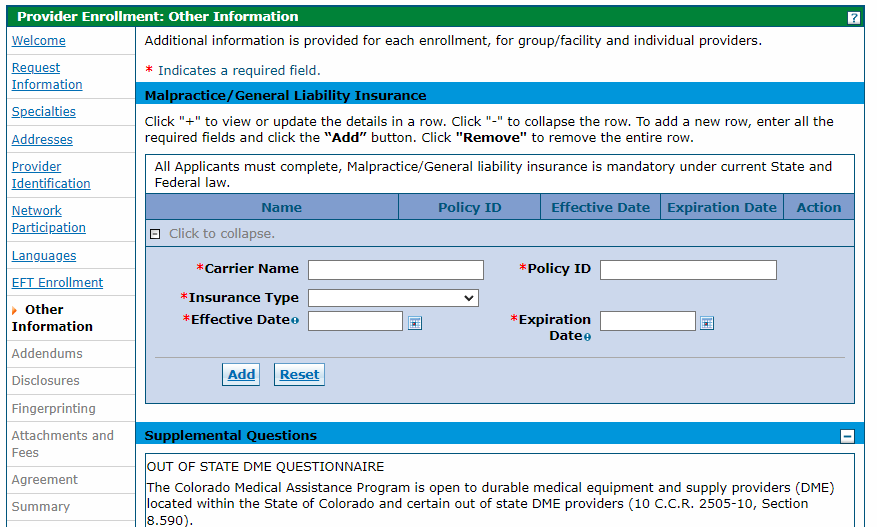 Provider Enrollment: Other Information
?
Welcome
Request
Information
Specialties
Addresses
Provider
Identification
Network
Participation
Languages
EFT Enrollment
Other
Information
Addendums
Disclosures
Fingerprinting
Attachments and
Fees
Agreement
Summary
Additional information is provided for each enrollment, for group/facility and individual providers.
* Indicates a required field.
Malpractice/General Liability Insurance
Click "+" to view or update the details in a row. Click "-" to collapse the row. To add a new row, enter all the
required fields and click the “Add” button. Click "Remove" to remove the entire row.
All Applicants must complete, Malpractice/General liability insurance is mandatory under current State and
Federal law.
Name Policy ID Effective Date Expiration Date Action
Click to collapse.
*Carrier Name *Policy ID
*Insurance Type
*Effective Date *Expiration
Date
Add Reset
Supplemental Questions
OUT OF STATE DME QUESTIONNAIRE
The Colorado Medical Assistance Program is open to durable medical equipment and supply providers (DME)
located within the State of Colorado and certain out of state DME providers (10 C.C.R. 2505-10, Section
8.590).